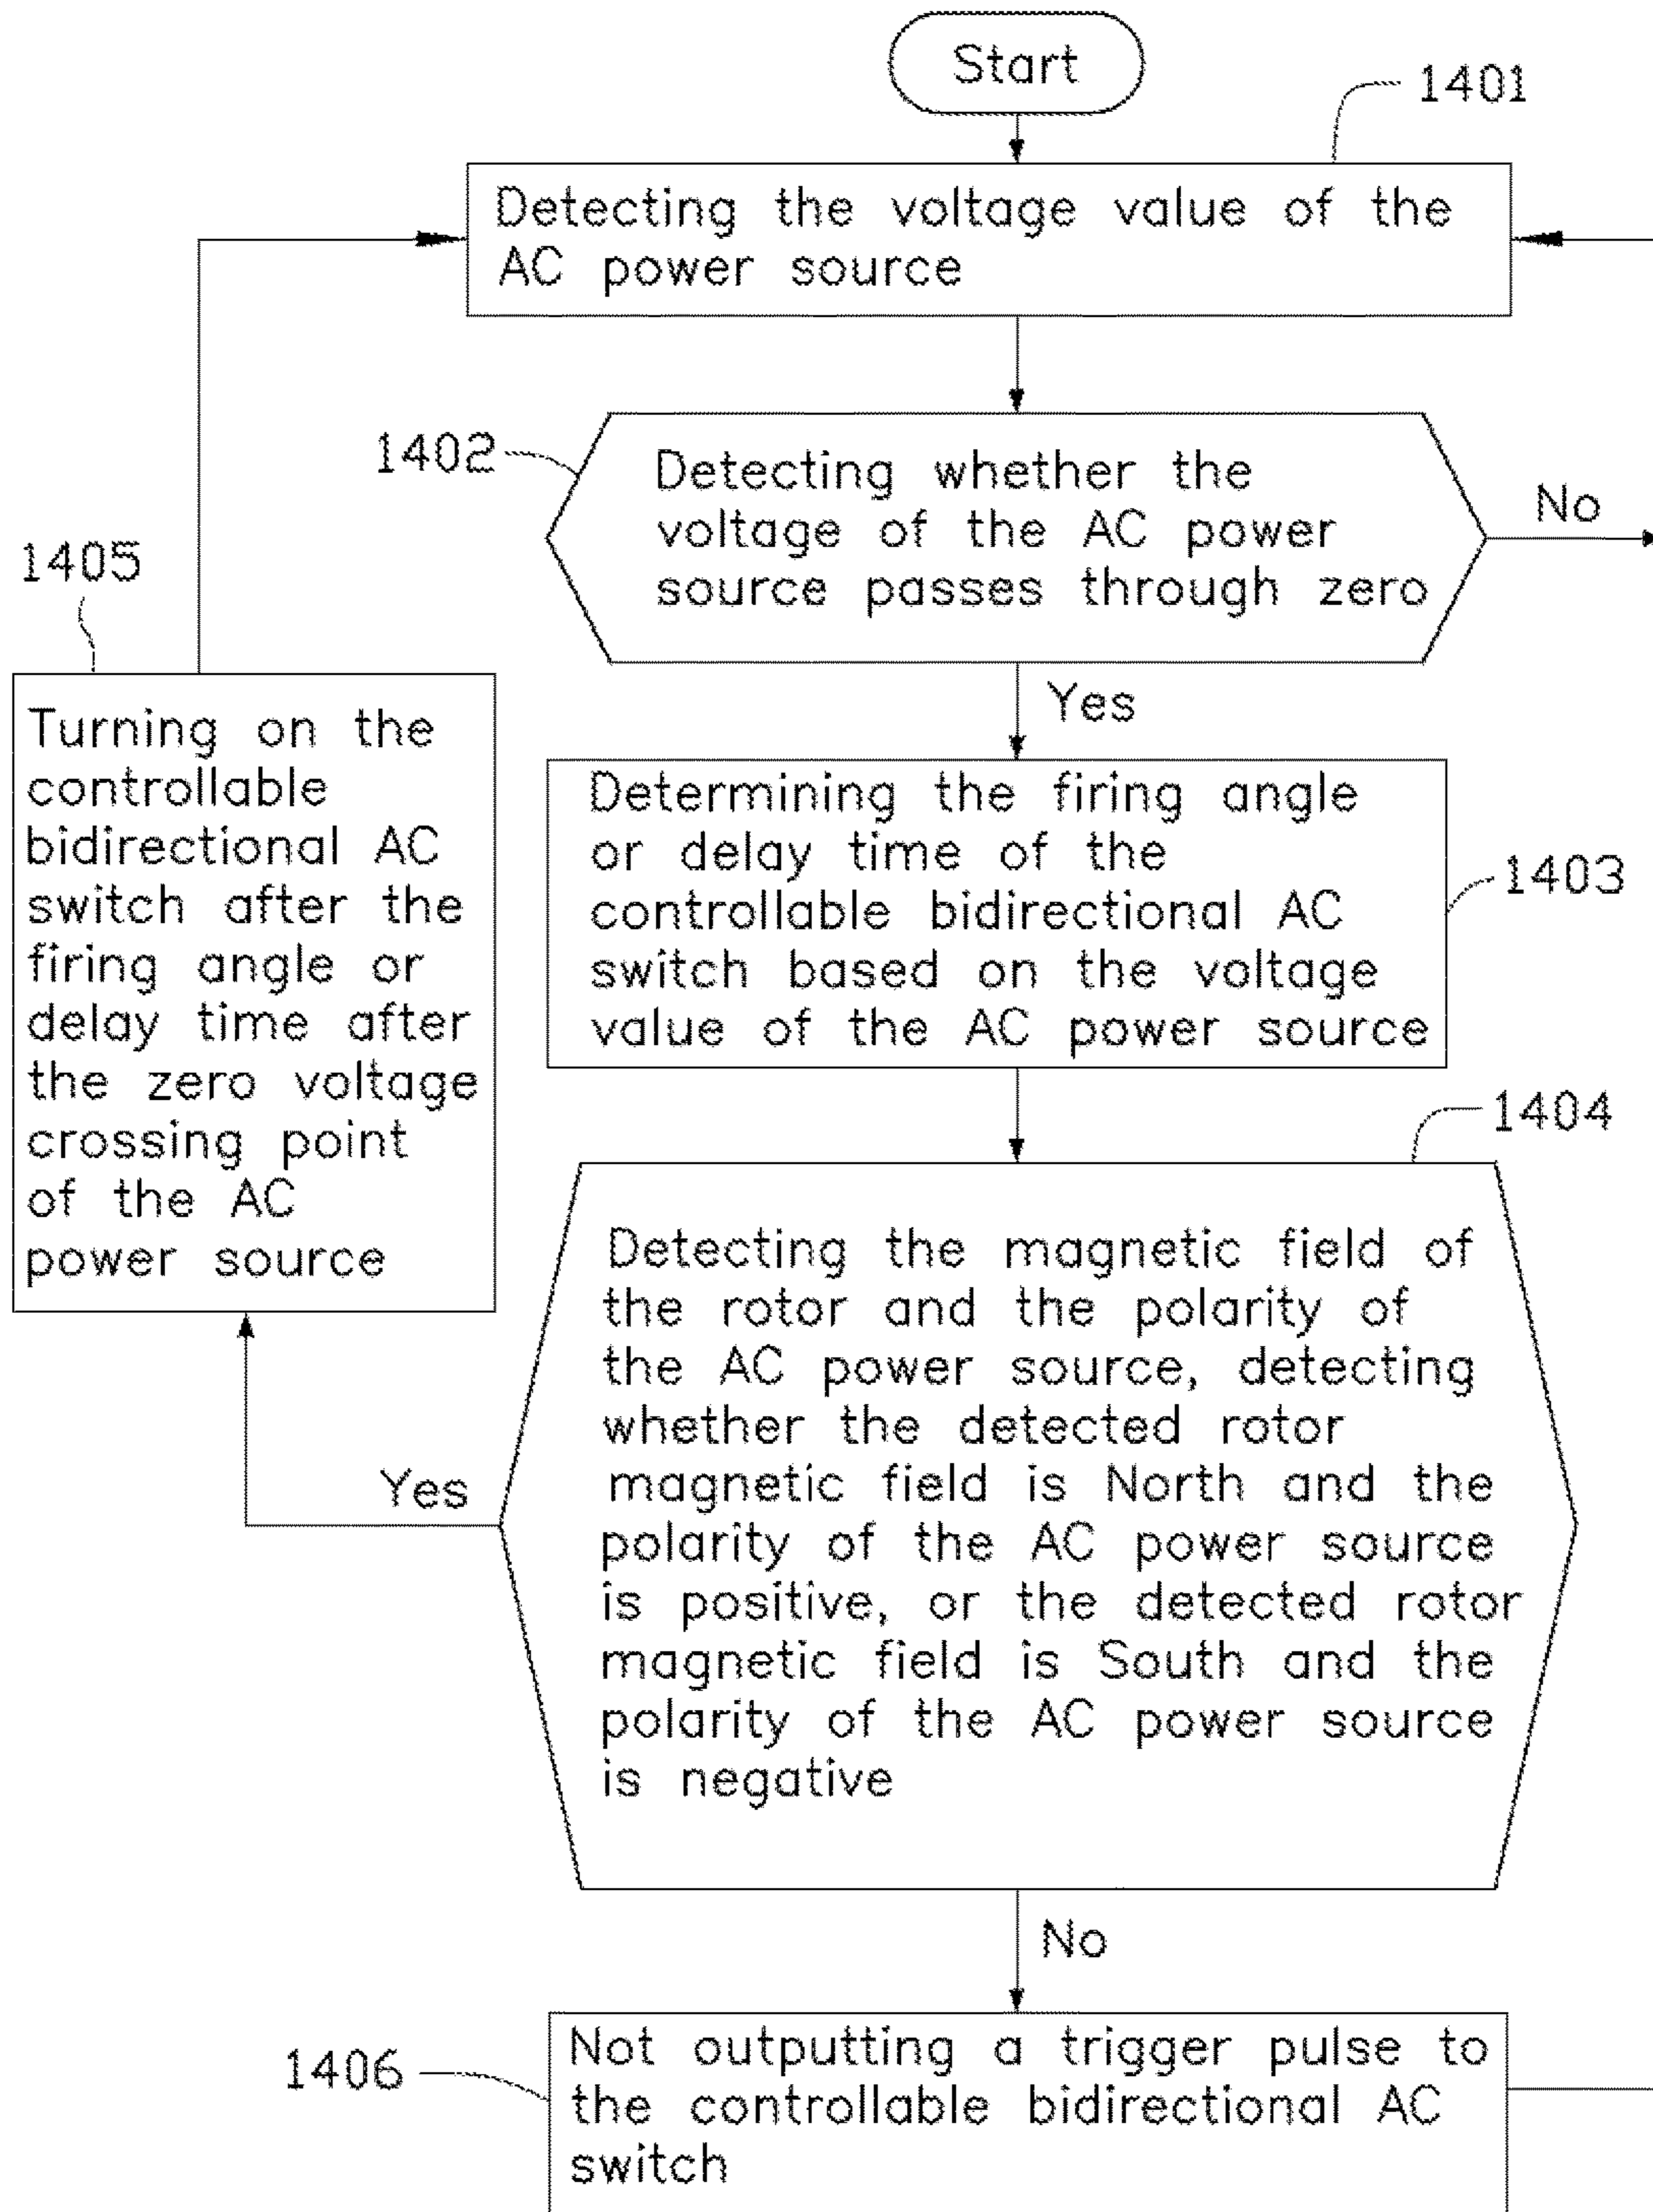 Start
1401
Detecting the voltage value of the
AC power source
1402
Detecting whether the
voltage of the AC power
source passes through zero
No
Yes
1405
Turning on the
controllable
bidirectional AC
switch after the
firing angle or
delay time after
the zero voltage
crossing point
of the AC
power source
Determining the firing angle
or delay time of the
controllable bidirectional AC
switch based on the voltage
value of the AC power source
1403
1404
Detecting the magnetic field of
the rotor and the polarity of
the AC power source, detecting
whether the detected rotor
magnetic field is North and the
polarity of the AC power source
is positive, or the detected rotor
magnetic field is South and the
polarity of the AC power source
is negative
Yes
No
1406
Not outputting a trigger pulse to
the controllable bidirectional AC
switch